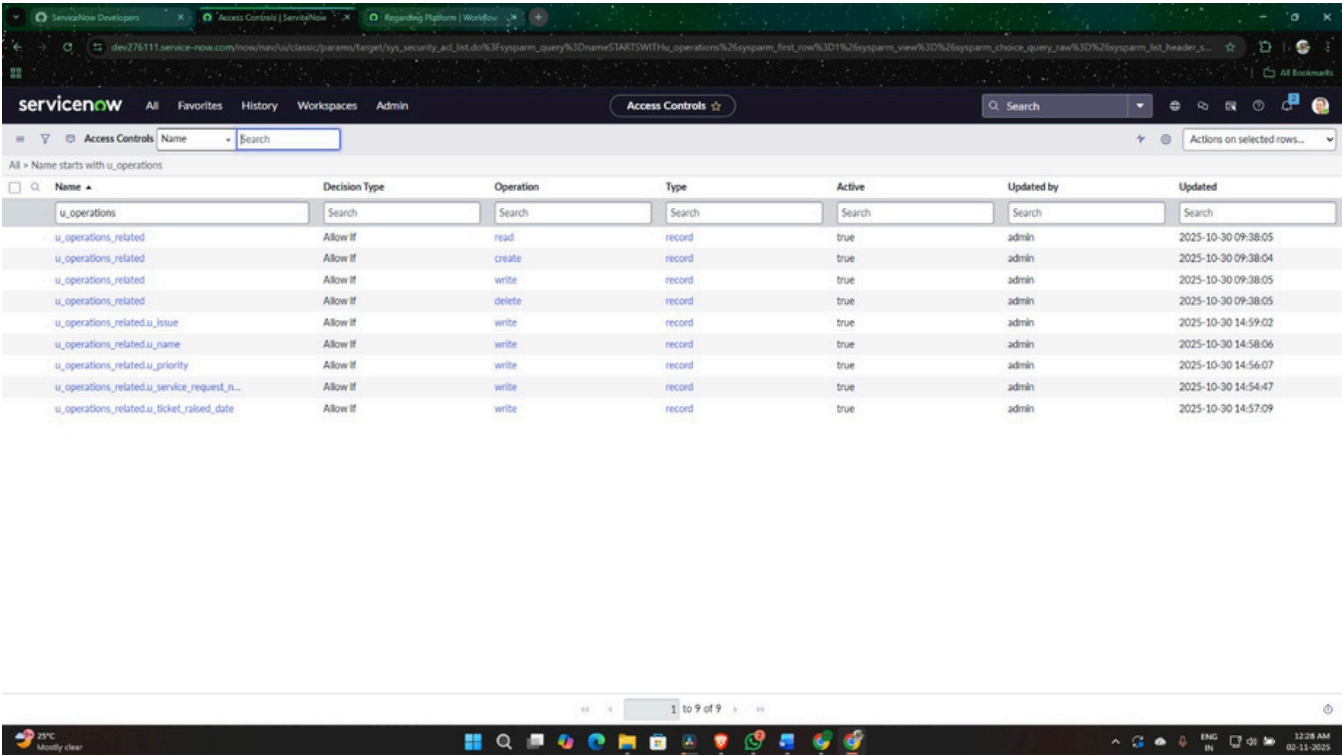 ServiceNow Developers
Access Controls | ServiceNow
Regarding Platform | Workflow
dev276111.service-now.com/now/nav/ui/classic/params/target/sys_security_acl_list.do%3Fsysparm_query%3DnameSTARTSWITHu_operations%26sysparm_first_row%3D1%26sysparm_view%3D%26sysparm_choice_query_raw%3D%26sysparm_list_header_s...
All Bookmarks
servicenow All Favorites History Workspaces Admin Access Controls Search 2
Access Controls Name Search Actions on selected rows...
All > Name starts with u_operations
Name Decision Type Operation Type Active Updated by Updated
u_operations Search Search Search Search Search Search
u_operations_related Allow If read record true admin 2025-10-30 09:38:05
u_operations_related Allow If create record true admin 2025-10-30 09:38:04
u_operations_related Allow If write record true admin 2025-10-30 09:38:05
u_operations_related Allow If delete record true admin 2025-10-30 09:38:05
u_operations_related.u_issue Allow If write record true admin 2025-10-30 14:59:02
u_operations_related.u_name Allow If write record true admin 2025-10-30 14:58:06
u_operations_related.u_priority Allow If write record true admin 2025-10-30 14:56:07
u_operations_related.u_service_request_n... Allow If write record true admin 2025-10-30 14:54:47
u_operations_related.u_ticket_raised_date Allow If write record true admin 2025-10-30 14:57:09
1 to 9 of 9
25°C
Mostly clear
ENG
IN
12:28 AM
02-11-2025